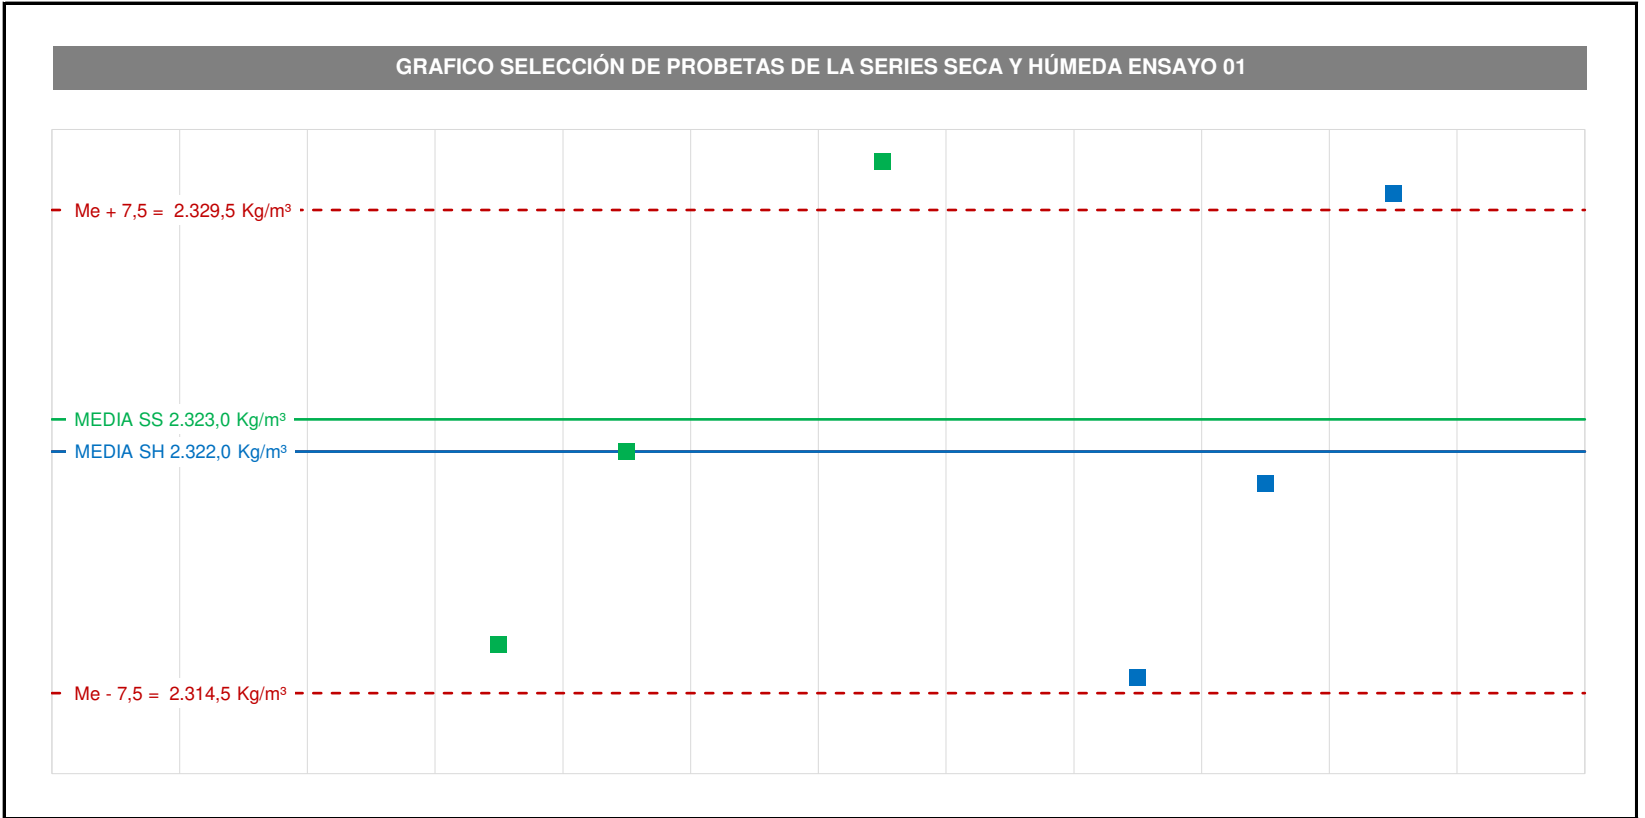 GRAFICO SELECCIÓN DE PROBETAS DE LA SERIES SECA Y HÚMEDA ENSAYO 01
Me + 7,5 =  2.329,5 Kg/m³
MEDIA SS 2.323,0 Kg/m³
MEDIA SH 2.322,0 Kg/m³
Me - 7,5 =  2.314,5 Kg/m³